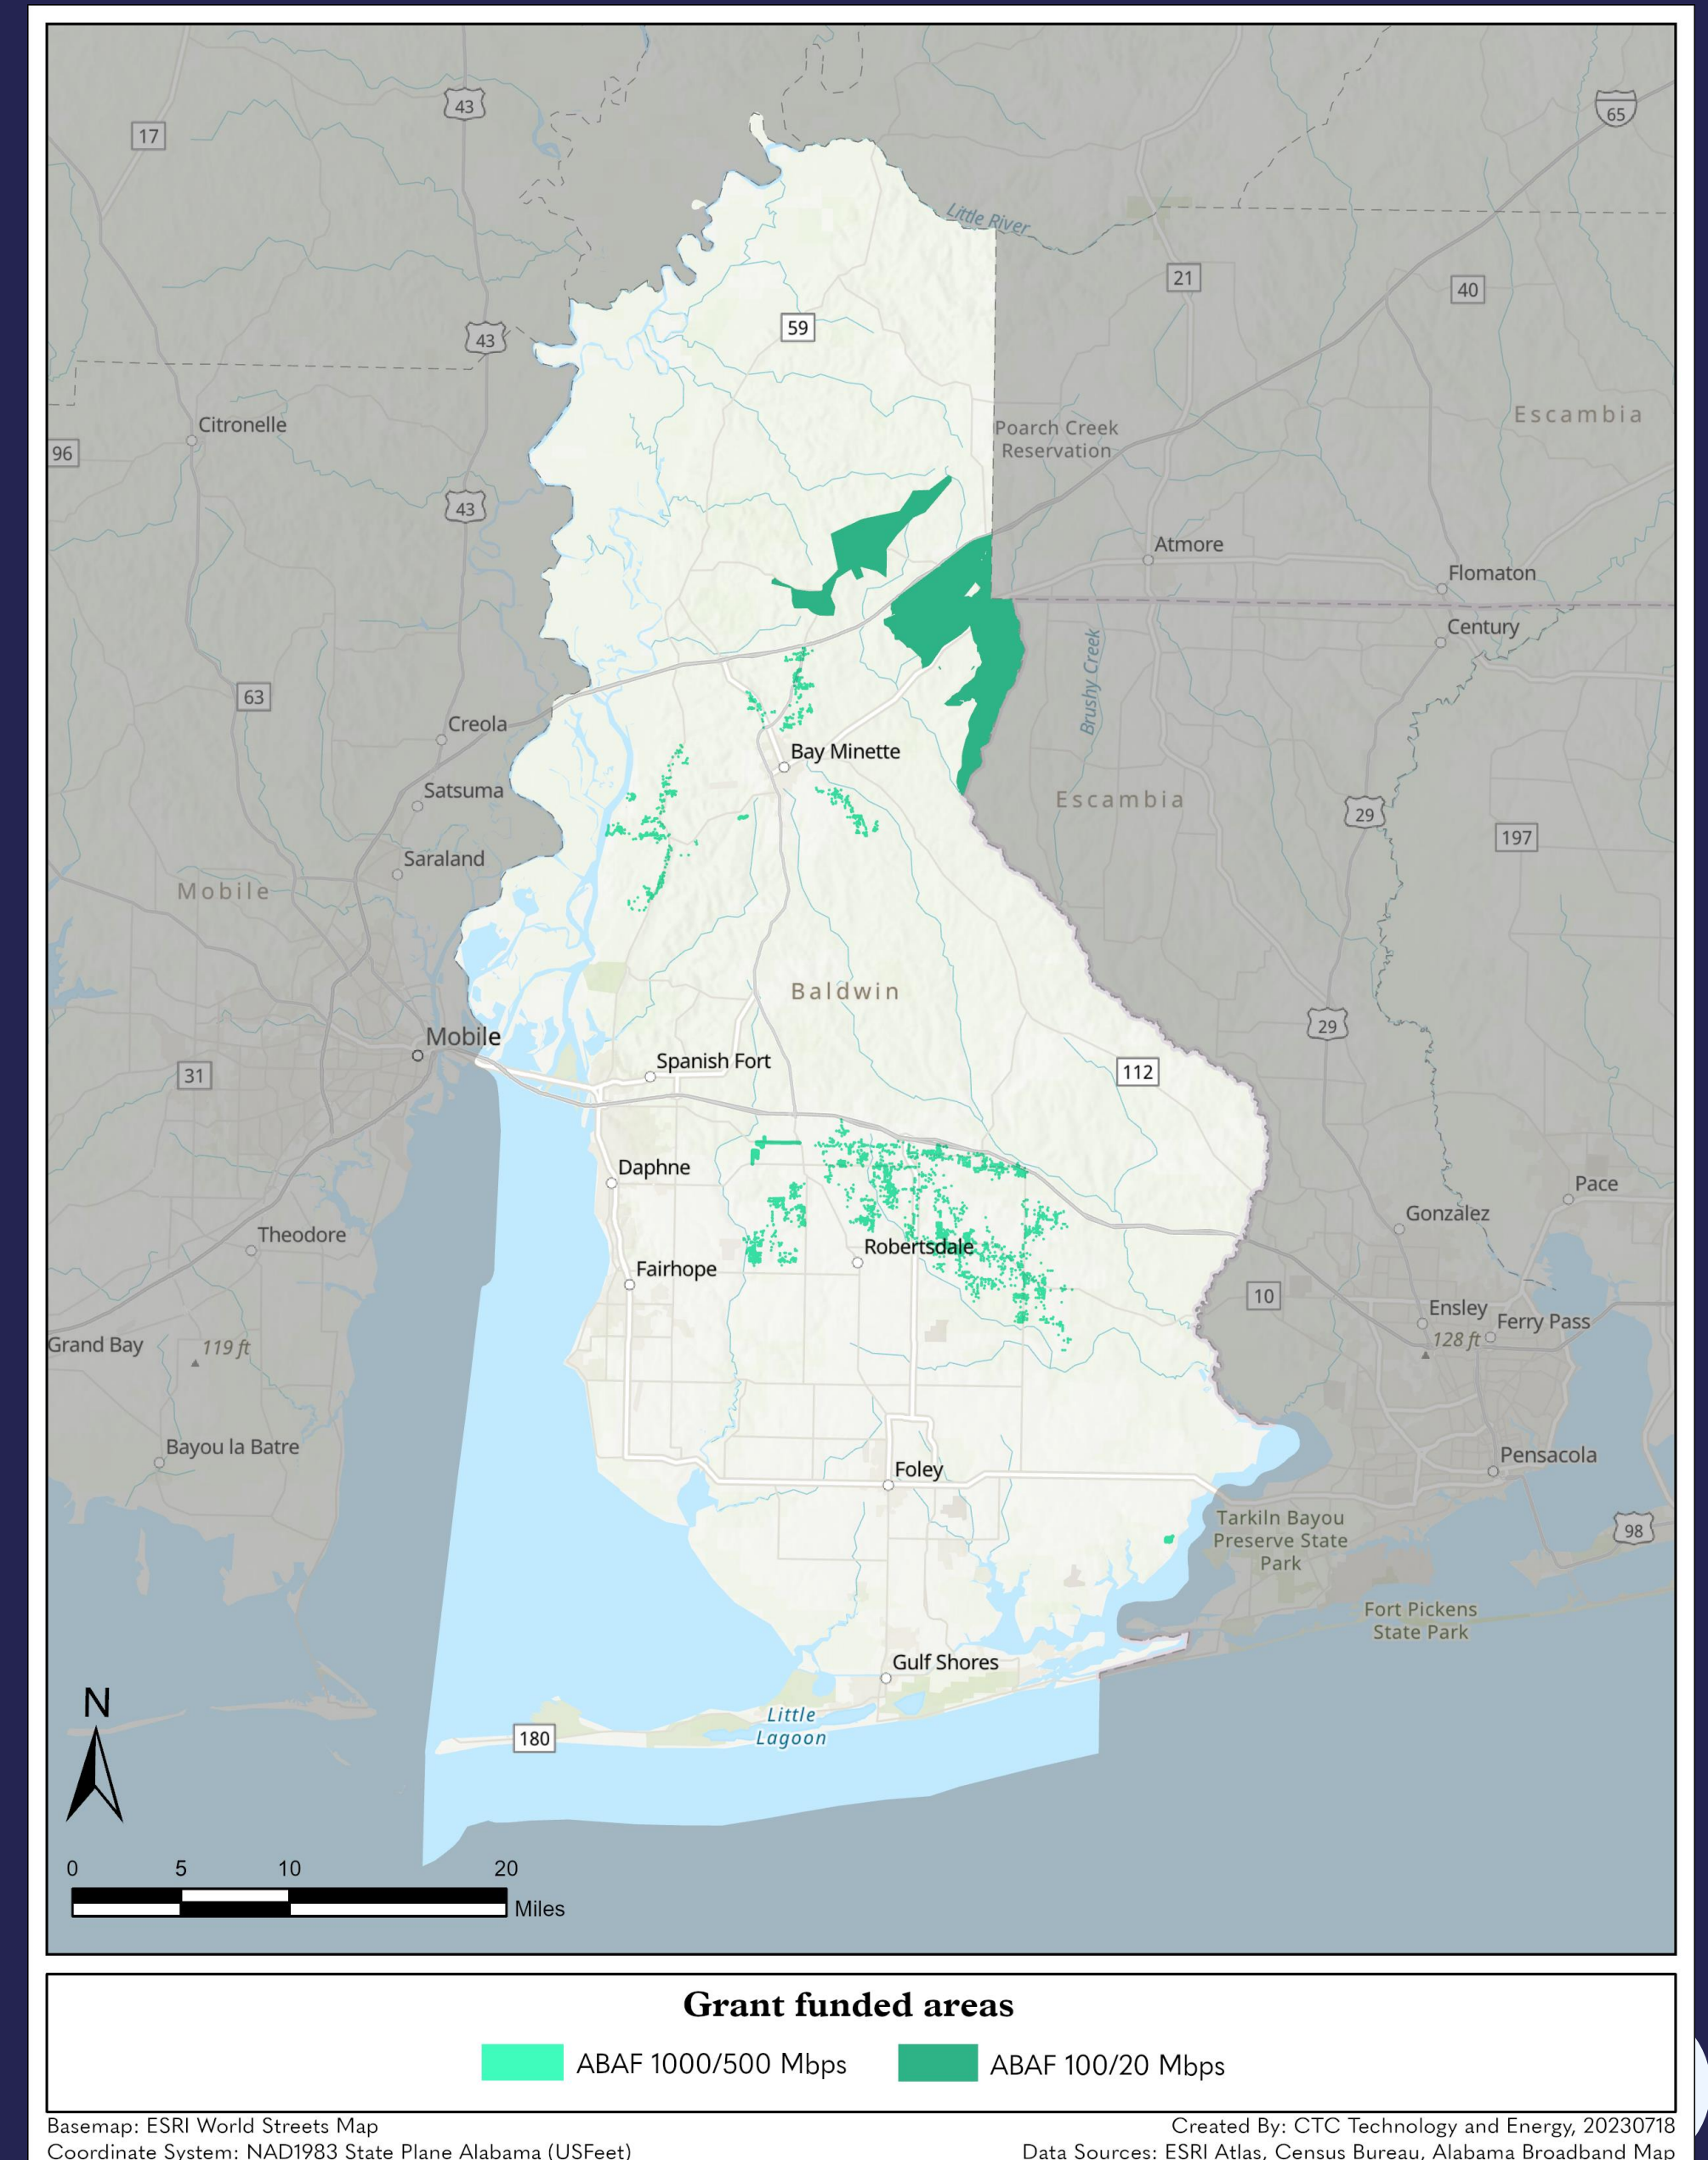 43
65
17
Little River
21
40
59
43
Escambia
Citronelle
Poarch Creek
Reservation
96
43
Atmore
Flomaton
Century
Brushy Creek
63
Creola
Bay Minette
Satsuma
Escambia
29
197
Saraland
Mobile
Baldwin
29
Mobile
Spanish Fort
112
31
Daphne
Pace
Gonzalez
Theodore
Robertsdale
Fairhope
10
Ensley
Ferry Pass
Grand Bay
119 ft
128 ft
Bayou la Batre
Pensacola
Foley
Tarkiln Bayou
Preserve State
Park
98
Fort Pickens
State Park
Gulf Shores
N
Little
Lagoon
180
0 5 10 20
Miles
Grant funded areas
ABAF 1000/500 Mbps ABAF 100/20 Mbps
Basemap: ESRI World Streets Map
Created By: CTC Technology and Energy, 20230718
Coordinate System: NAD1983 State Plane Alabama (USFeet)
Data Sources: ESRI Atlas, Census Bureau, Alabama Broadband Map